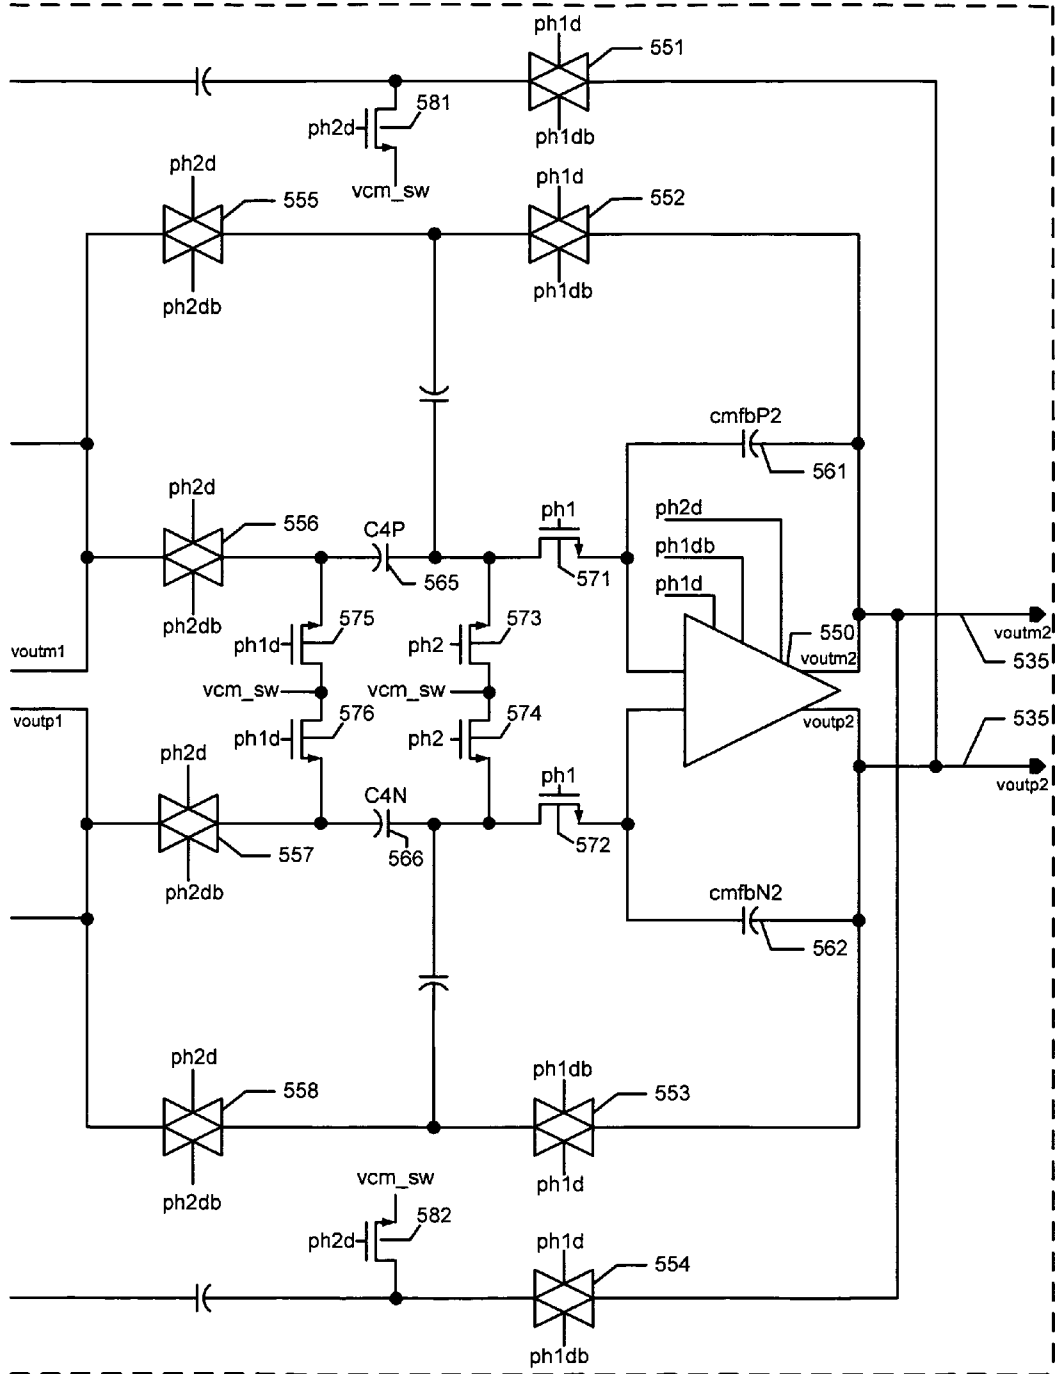 ph1d
551
ph1db
581
ph2d
vcm_sw
ph2d
555
ph2db
ph1d
552
ph1db
cmfbP2
561
ph2d
556
ph2db
C4P
565
ph1
571
ph2d
ph1db
ph1d
575
ph1d
573
ph2
550
voutm1
voutm2
voutm2
535
vcm_sw
vcm_sw
voutp1
576
ph1d
574
ph2
voutp2
535
voutp2
ph2d
557
ph2db
C4N
566
ph1
572
cmfbN2
562
ph2d
558
ph2db
ph1db
553
ph1d
vcm_sw
582
ph2d
ph1d
554
ph1db